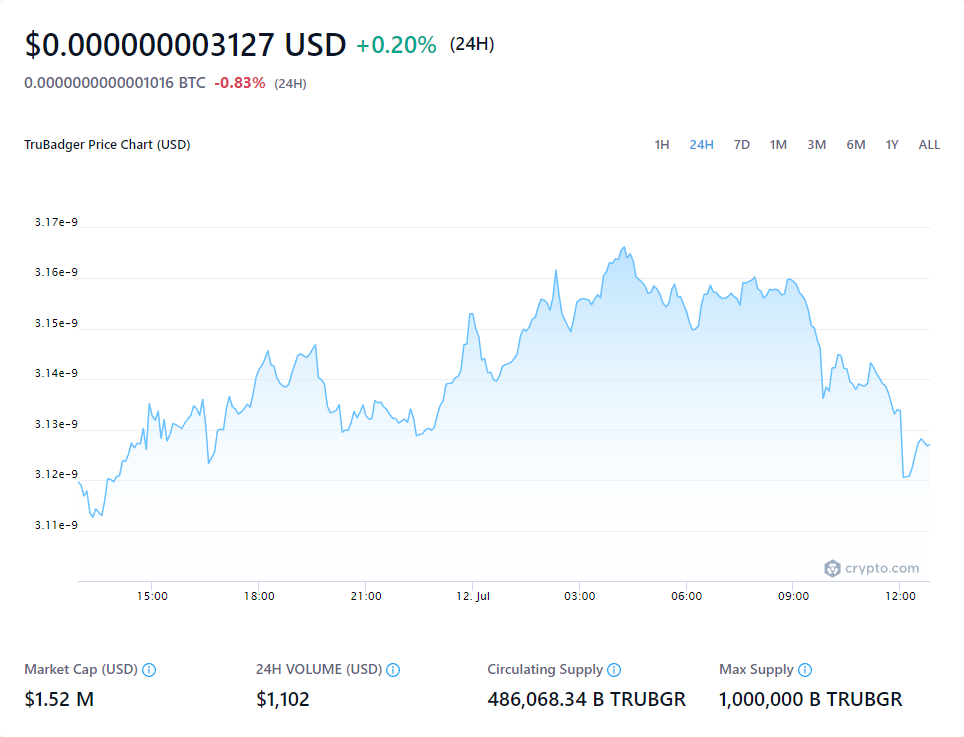 $0.000000003127 USD +0.20% (24H)
0.0000000000001016 BTC -0.83% (24H)
TruBadger Price Chart (USD) 1H 24H 7D 1M 3M 6M 1Y ALL
3.17e-9
3.16e-9
3.15e-9
3.14e-9
3.13e-9
3.12e-9
3.11e-9
crypto.com
15:00 18:00 21:00 12. Jul 03:00 06:00 09:00 12:00
Market Cap (USD) 24H VOLUME (USD) Circulating Supply Max Supply
$1.52 M $1,102 486,068.34 B TRUBGR 1,000,000 B TRUBGR